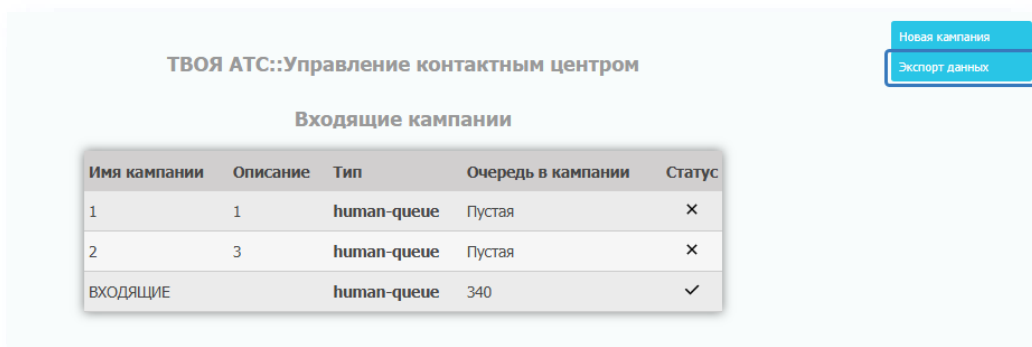 Новая кампания
Экспорт данных
ТВОЯ АТС::Управление контактным центром
Входящие кампании
Имя кампании Описание Тип Очередь в кампании Статус
1 1 human-queue Пустая
2 3 human-queue Пустая
ВХОДЯЩИЕ human-queue 340